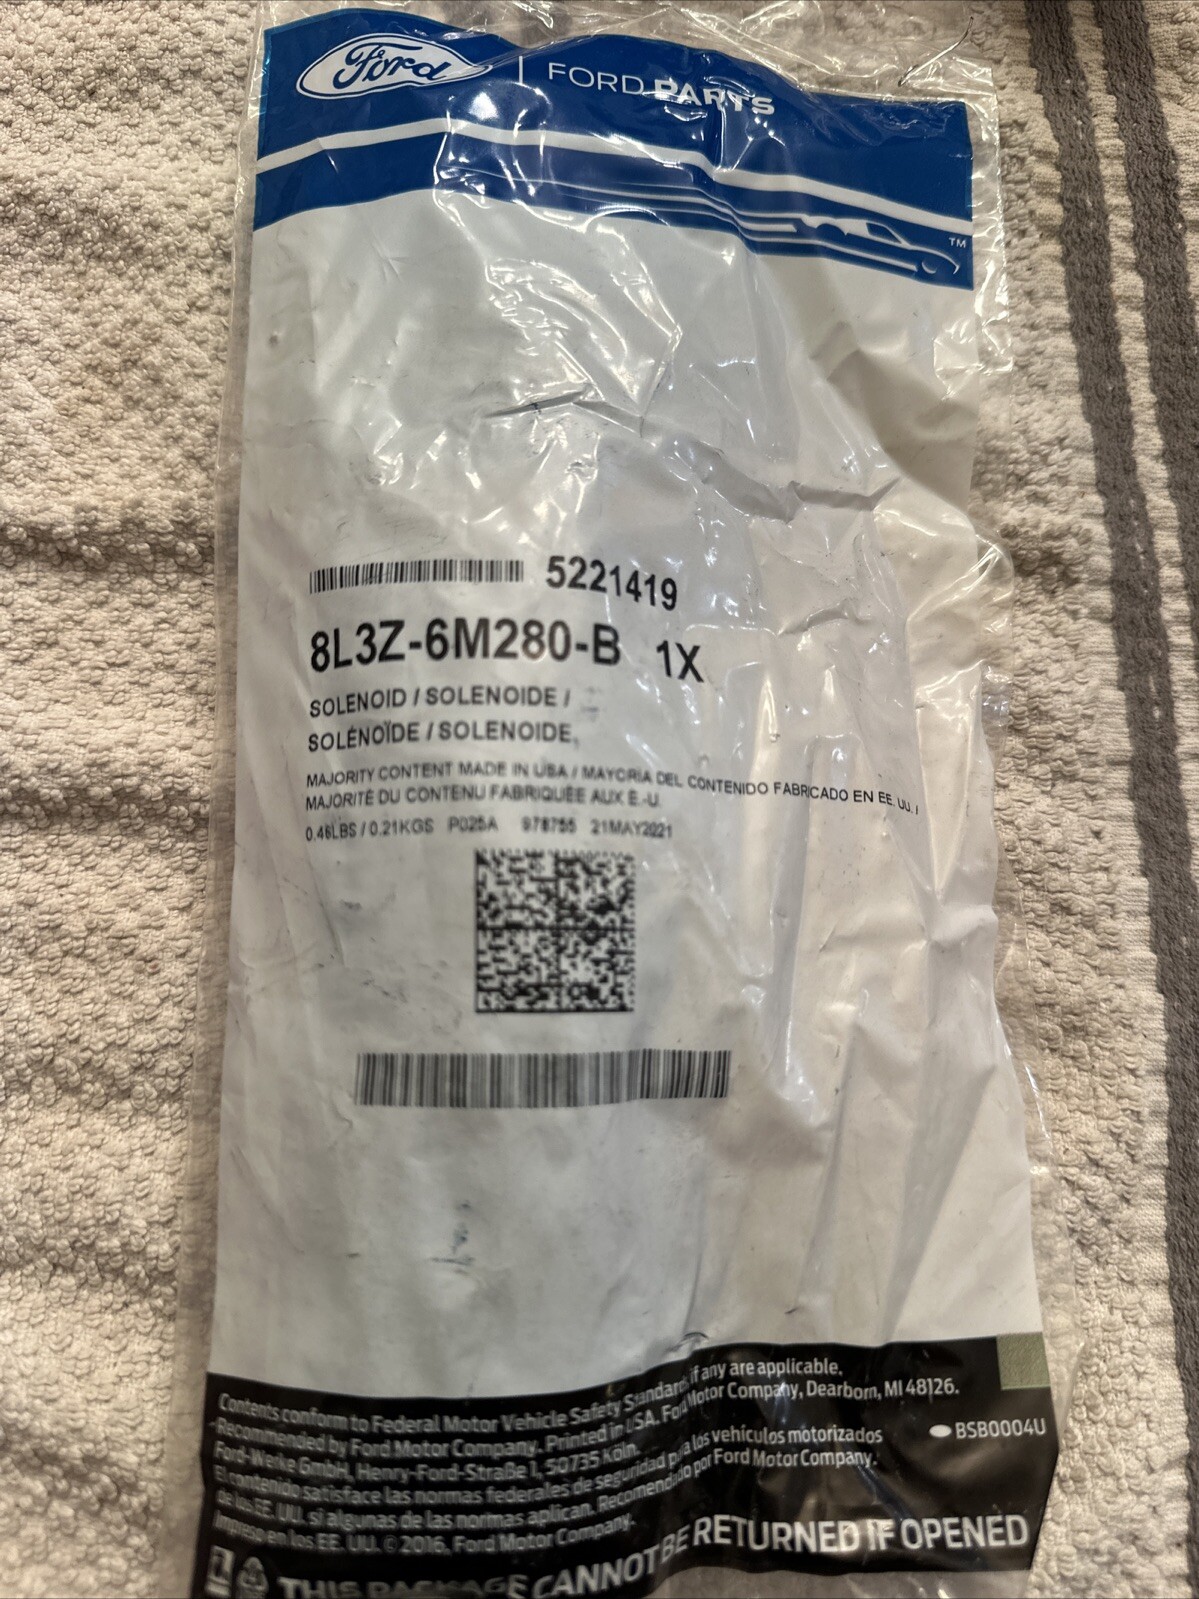 Ford | FORD PARTS
TM
5221419
8L3Z-6M280-B 1X
SOLENOID / SOLENOIDE /
SOLÉNOÏDE / SOLENOIDE,
MAJORITY CONTENT MADE IN USA / MAYORIA DEL CONTENIDO FABRICADO EN EE. UU. /
MAJORITÉ DU CONTENU FABRIQUÉE AUX É.-U.
0.46LBS / 0.21KGS P025A 978755 21MAY2021
Contents conform to Federal Motor Vehicle Safety Standards if any are applicable.
Recommended by Ford Motor Company. Printed in USA. Ford Motor Company, Dearborn, MI 48126.
Ford-Werke GmbH, Henry-Ford-Straße 1, 50735 Köln.
El contenido satisface las normas federales de seguridad para los vehículos motorizados
de los EE. UU. si algunas de las normas aplican. Recomendado por Ford Motor Company.
Impreso en los EE. UU. © 2016, Ford Motor Company.
BSB0004U
THIS PACKAGE CANNOT BE RETURNED IF OPENED